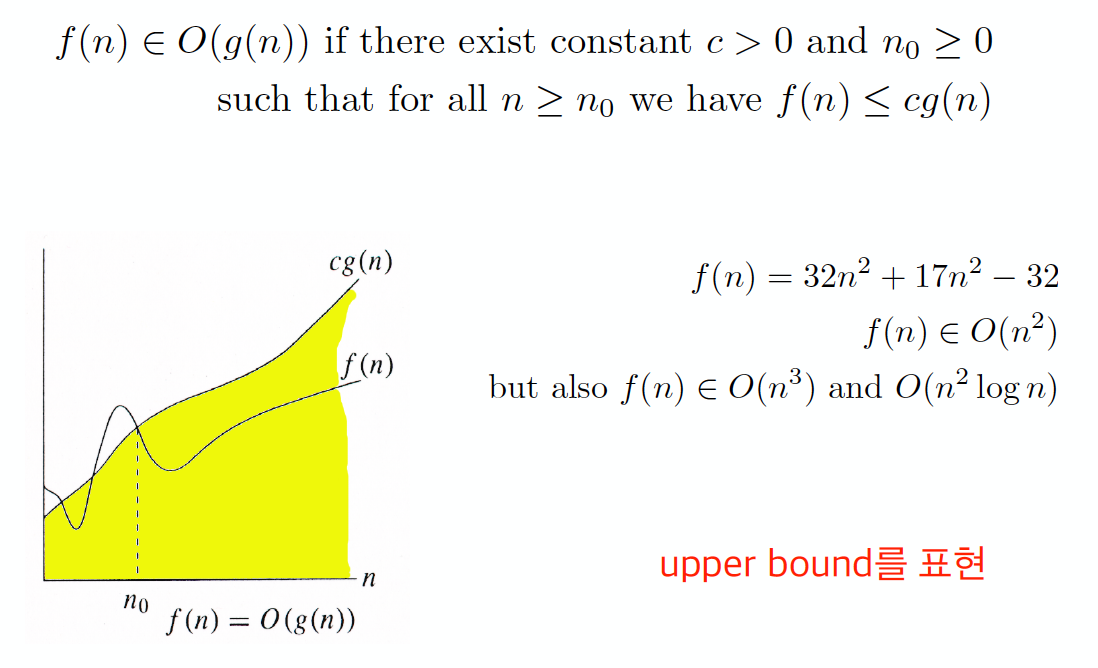 f(n) ∈ O(g(n)) if there exist constant c > 0 and n₀ ≥ 0
such that for all n ≥ n₀ we have f(n) ≤ cg(n)
cg(n)
f(n)
n
n₀
f(n) = O(g(n))
f(n) = 32n² + 17n² − 32
f(n) ∈ O(n²)
but also f(n) ∈ O(n³) and O(n² log n)
upper bound를 표현